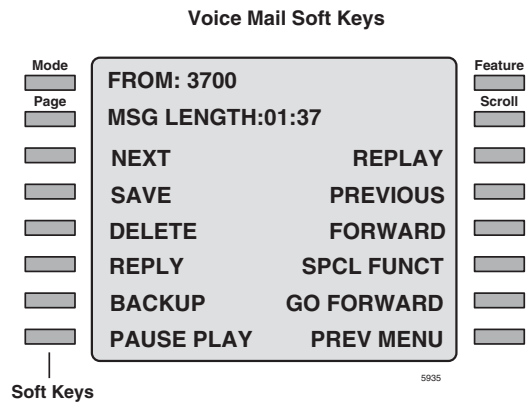 Voice Mail Soft Keys
Mode
Feature
FROM: 3700
Page
Scroll
MSG LENGTH:01:37
NEXT REPLAY
SAVE PREVIOUS
DELETE FORWARD
REPLY SPCL FUNCT
BACKUP GO FORWARD
PAUSE PLAY PREV MENU
5935
Soft Keys